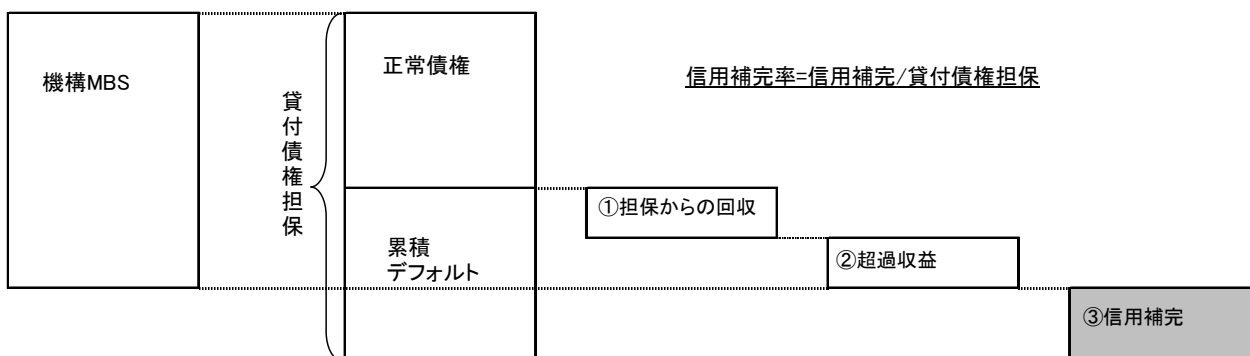 機構MBS
貸付債権担保
正常債権
信用補完率=信用補完/貸付債権担保
①担保からの回収
累積
デフォルト
②超過収益
③信用補完